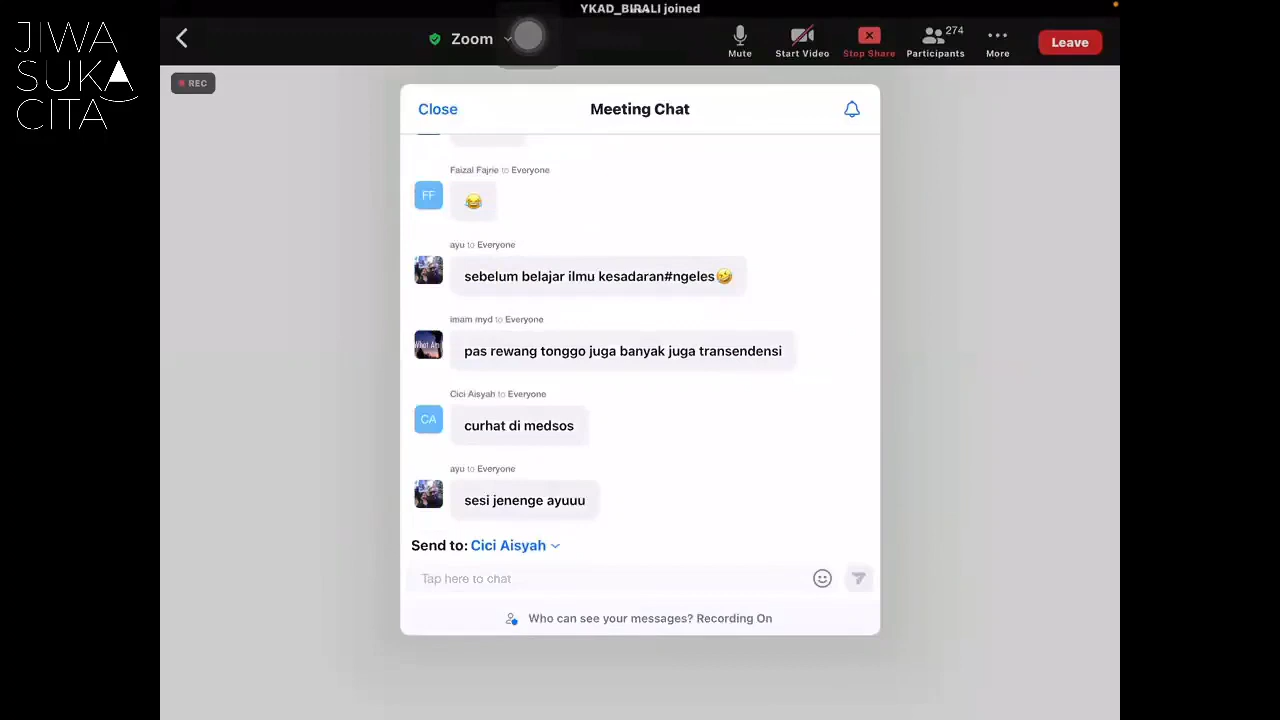 YKAD_BIRALI joined
JIWA
SUKA
CITA
Zoom
Mute
Start Video
Stop Share
274
Participants
More
Leave
REC
Close
Meeting Chat
Faizal Fajrie to Everyone
FF
😂
ayu to Everyone
sebelum belajar ilmu kesadaran#ngeles🤣
imam myd to Everyone
What Am
pas rewang tonggo juga banyak juga transendensi
Cici Aisyah to Everyone
CA
curhat di medsos
ayu to Everyone
sesi jenenge ayuuu
Send to: Cici Aisyah
Tap here to chat
Who can see your messages? Recording On